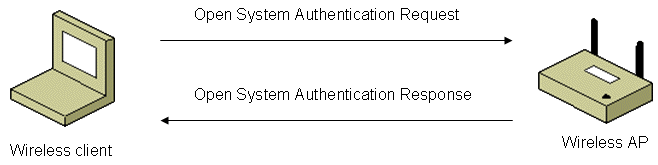 Open System Authentication Request
Open System Authentication Response
Wireless client
Wireless AP